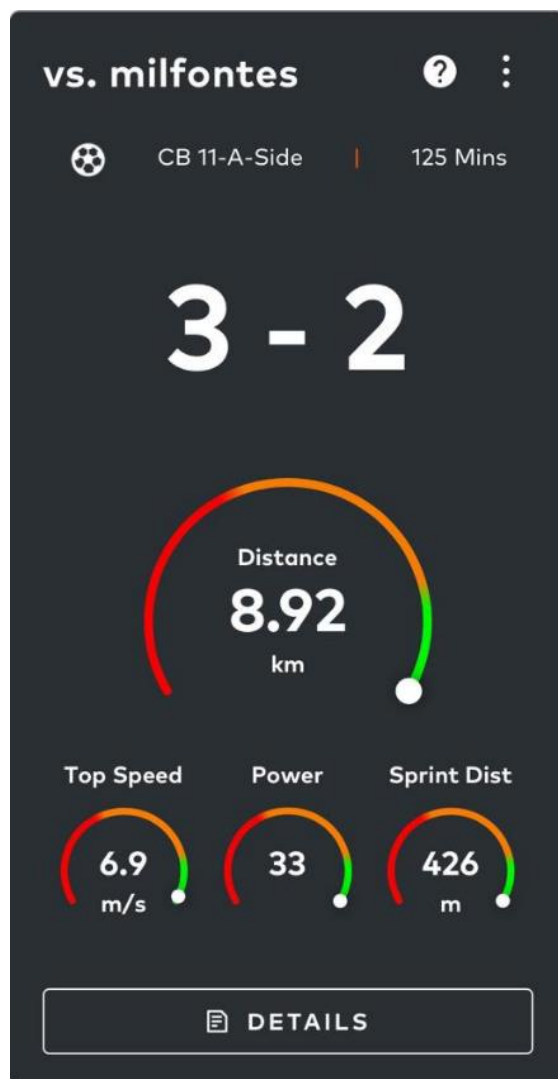 vs. milfontes ?
CB 11-A-Side | 125 Mins
3 - 2
Distance
8.92
km
Top Speed Power Sprint Dist
6.9 33 426
m/s m
DETAILS